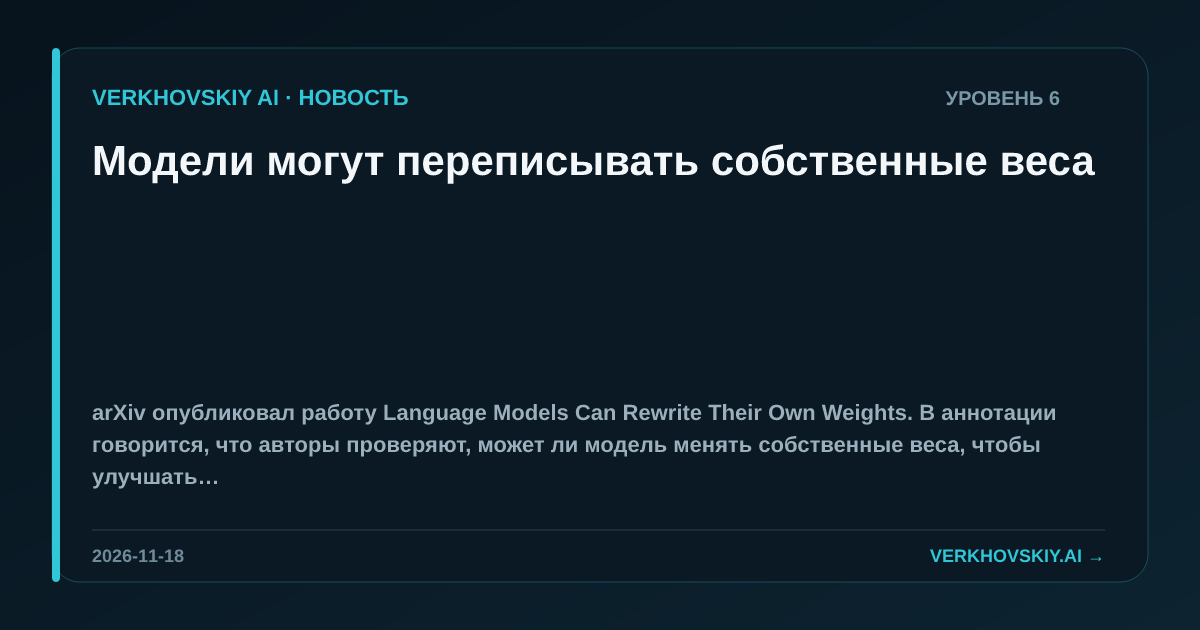 VERKHOVSKIY AI · НОВОСТЬ
УРОВЕНЬ 6
Модели могут переписывать собственные веса
arXiv опубликовал работу Language Models Can Rewrite Their Own Weights. В аннотации
говорится, что авторы проверяют, может ли модель менять собственные веса, чтобы
улучшать…
2026-11-18
VERKHOVSKIY.AI →